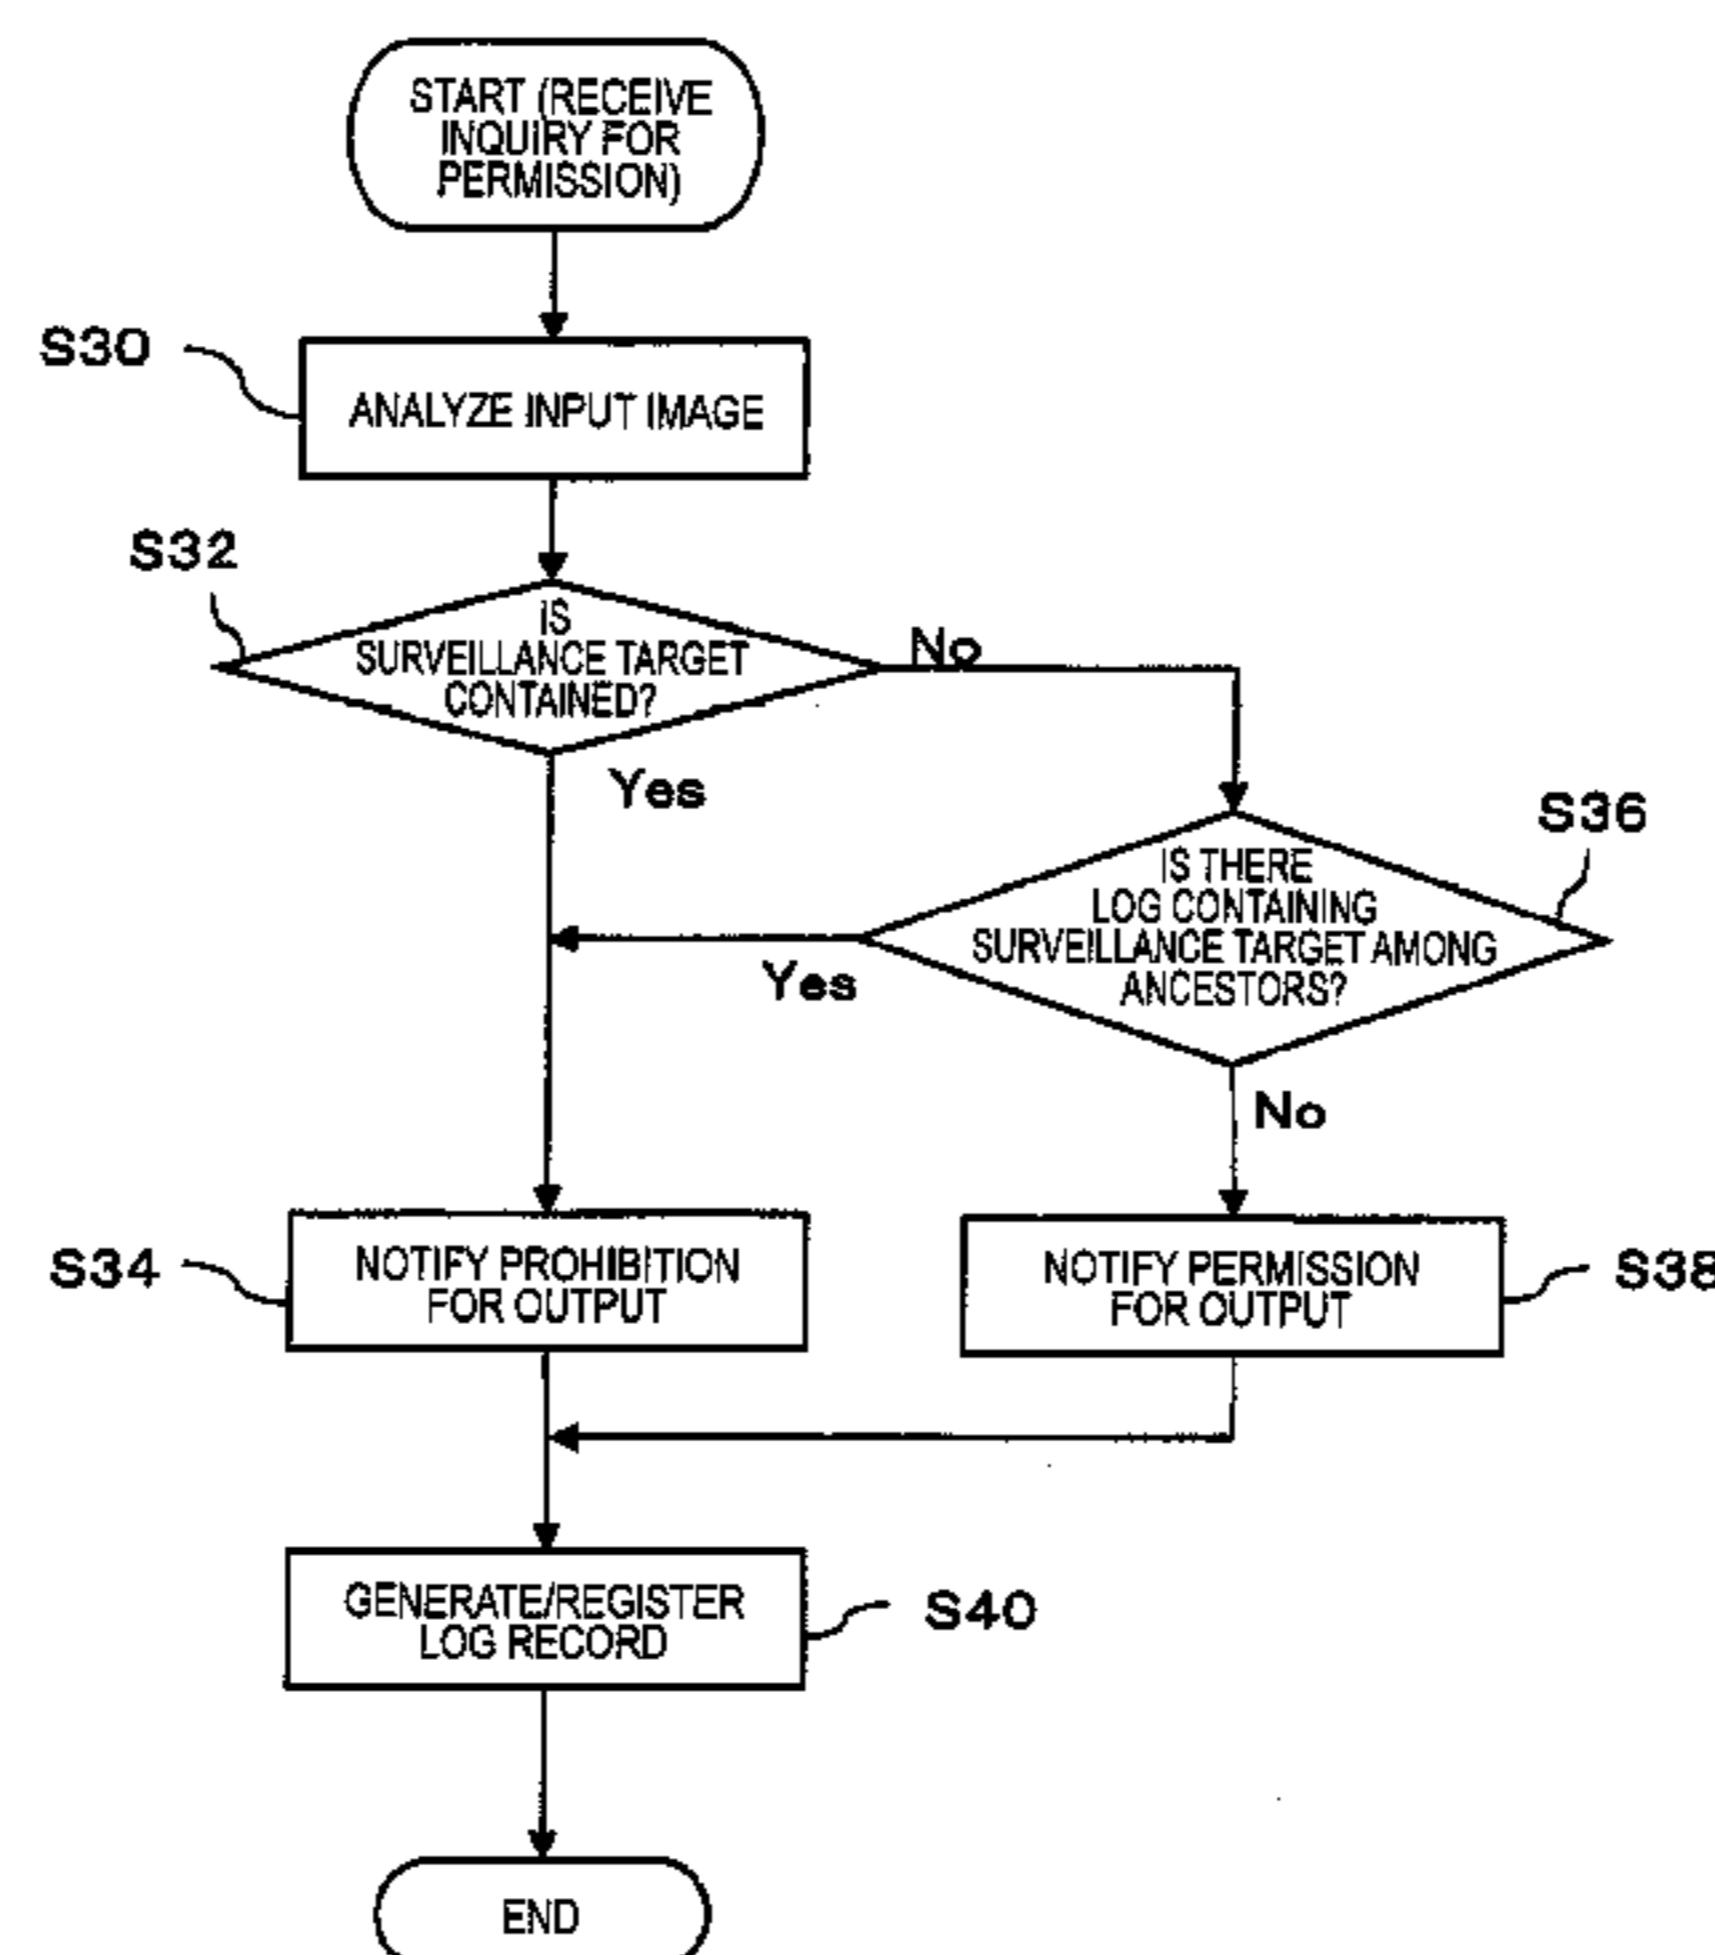 START (RECEIVE
INQUIRY FOR
PERMISSION)
S30
ANALYZE INPUT IMAGE
S32
IS
SURVEILLANCE TARGET
CONTAINED?
No
Yes
S36
IS THERE
LOG CONTAINING
SURVEILLANCE TARGET AMONG
ANCESTORS?
Yes
No
S34
NOTIFY PROHIBITION
FOR OUTPUT
NOTIFY PERMISSION
FOR OUTPUT
S38
GENERATE/REGISTER
LOG RECORD
S40
END